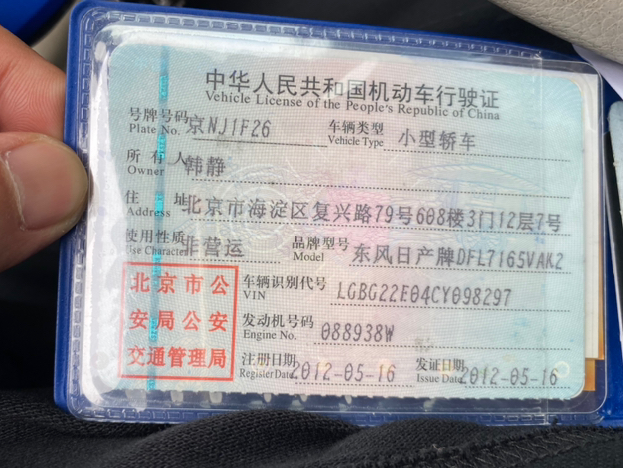 中华人民共和国机动车行驶证
Vehicle License of the People's Republic of China
号牌号码 京NJ1F26 车辆类型 小型轿车
Plate No. Vehicle Type
所有人 韩静
Owner
住址 北京市海淀区复兴路79号608楼3门12层7号
Address
使用性质 非营运 品牌型号 东风日产牌DFL7165VAK2
Use Character Model
北京市公
安局公安
交通管理局
车辆识别代号 LGBG22E04CY098297
VIN
发动机号码 088938W
Engine No.
注册日期 2012-05-16 发证日期 2012-05-16
Register Date Issue Date